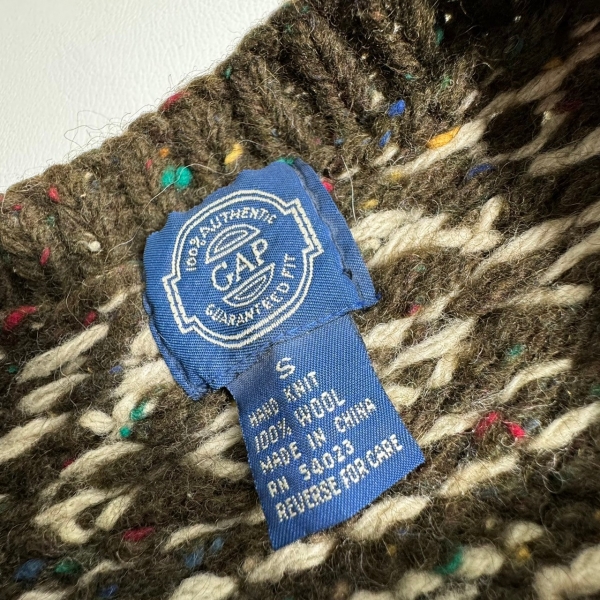 100% AUTHENTIC
GAP
GUARANTEED FIT
S
HAND KNIT
100% WOOL
MADE IN CHINA
RN 54023
REVERSE FOR CARE